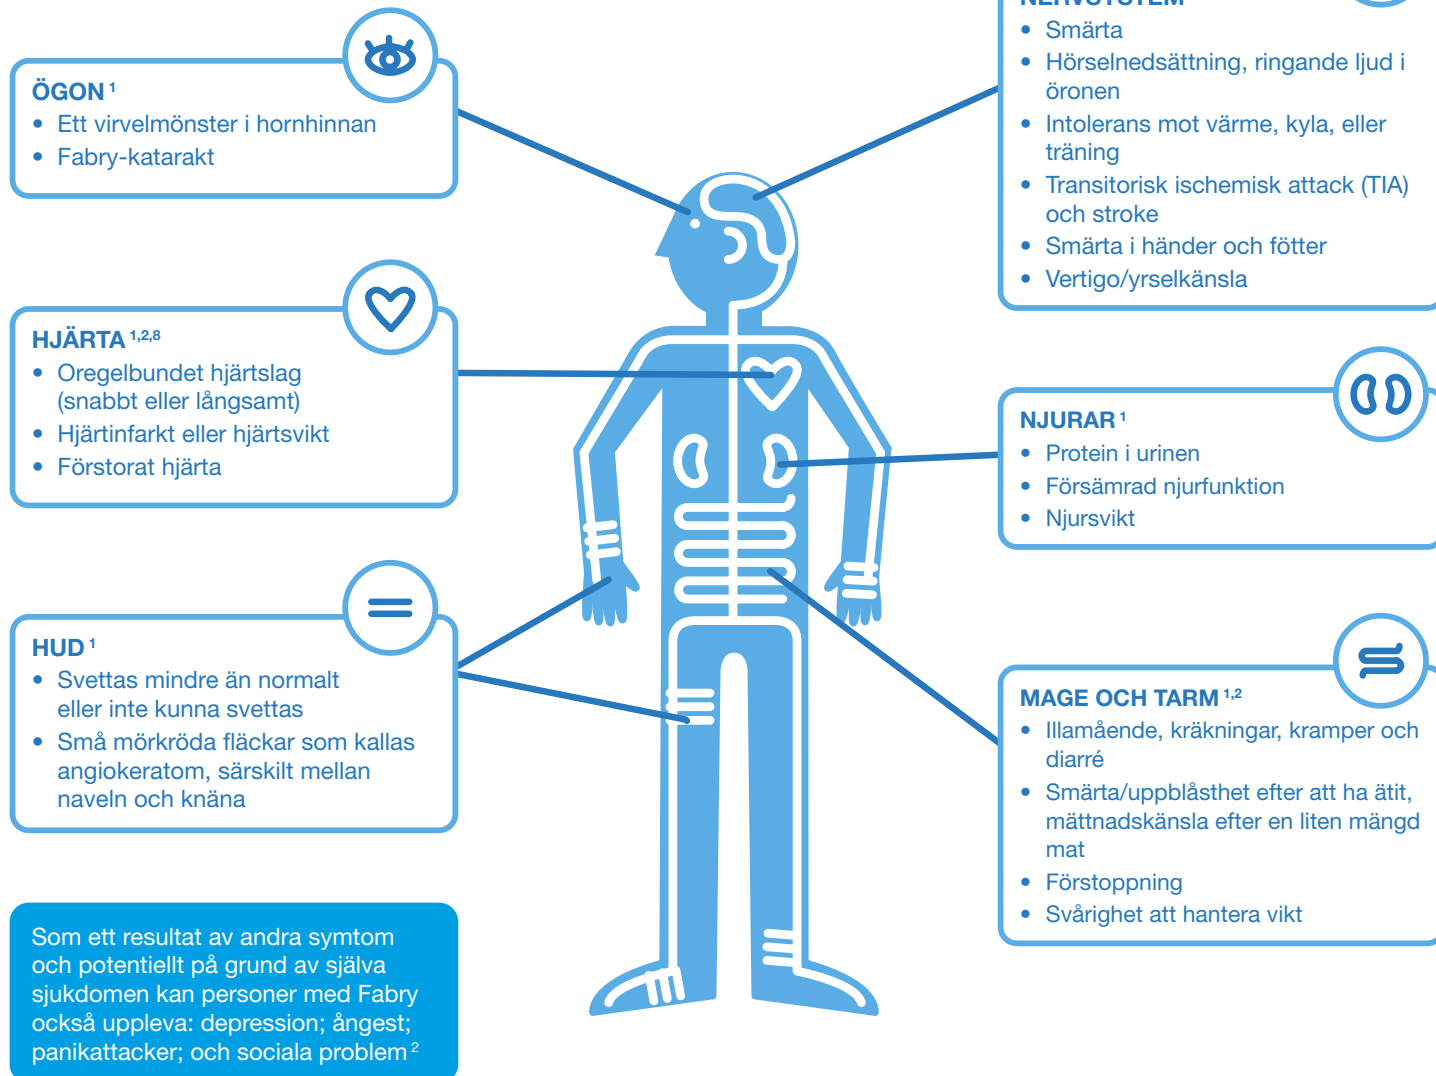 ÖGON 1
• Ett virvelmönster i hornhinnan
• Fabry-katarakt
HJÄRTA 1,2,8
• Oregelbundet hjärtslag
(snabbt eller långsamt)
• Hjärtinfarkt eller hjärtsvikt
• Förstorat hjärta
HUD 1
• Svettas mindre än normalt
eller inte kunna svettas
• Små mörkröda fläckar som kallas
angiokeratom, särskilt mellan
naveln och knäna
Som ett resultat av andra symtom
och potentiellt på grund av själva
sjukdomen kan personer med Fabry
också uppleva: depression; ångest;
panikattacker; och sociala problem 2
NERVSYSTEM
• Smärta
• Hörselnedsättning, ringande ljud i
öronen
• Intolerans mot värme, kyla, eller
träning
• Transitorisk ischemisk attack (TIA)
och stroke
• Smärta i händer och fötter
• Vertigo/yrselkänsla
NJURAR 1
• Protein i urinen
• Försämrad njurfunktion
• Njursvikt
MAGE OCH TARM 1,2
• Illamående, kräkningar, kramper och
diarré
• Smärta/uppblåsthet efter att ha ätit,
mättnadskänsla efter en liten mängd
mat
• Förstoppning
• Svårighet att hantera vikt